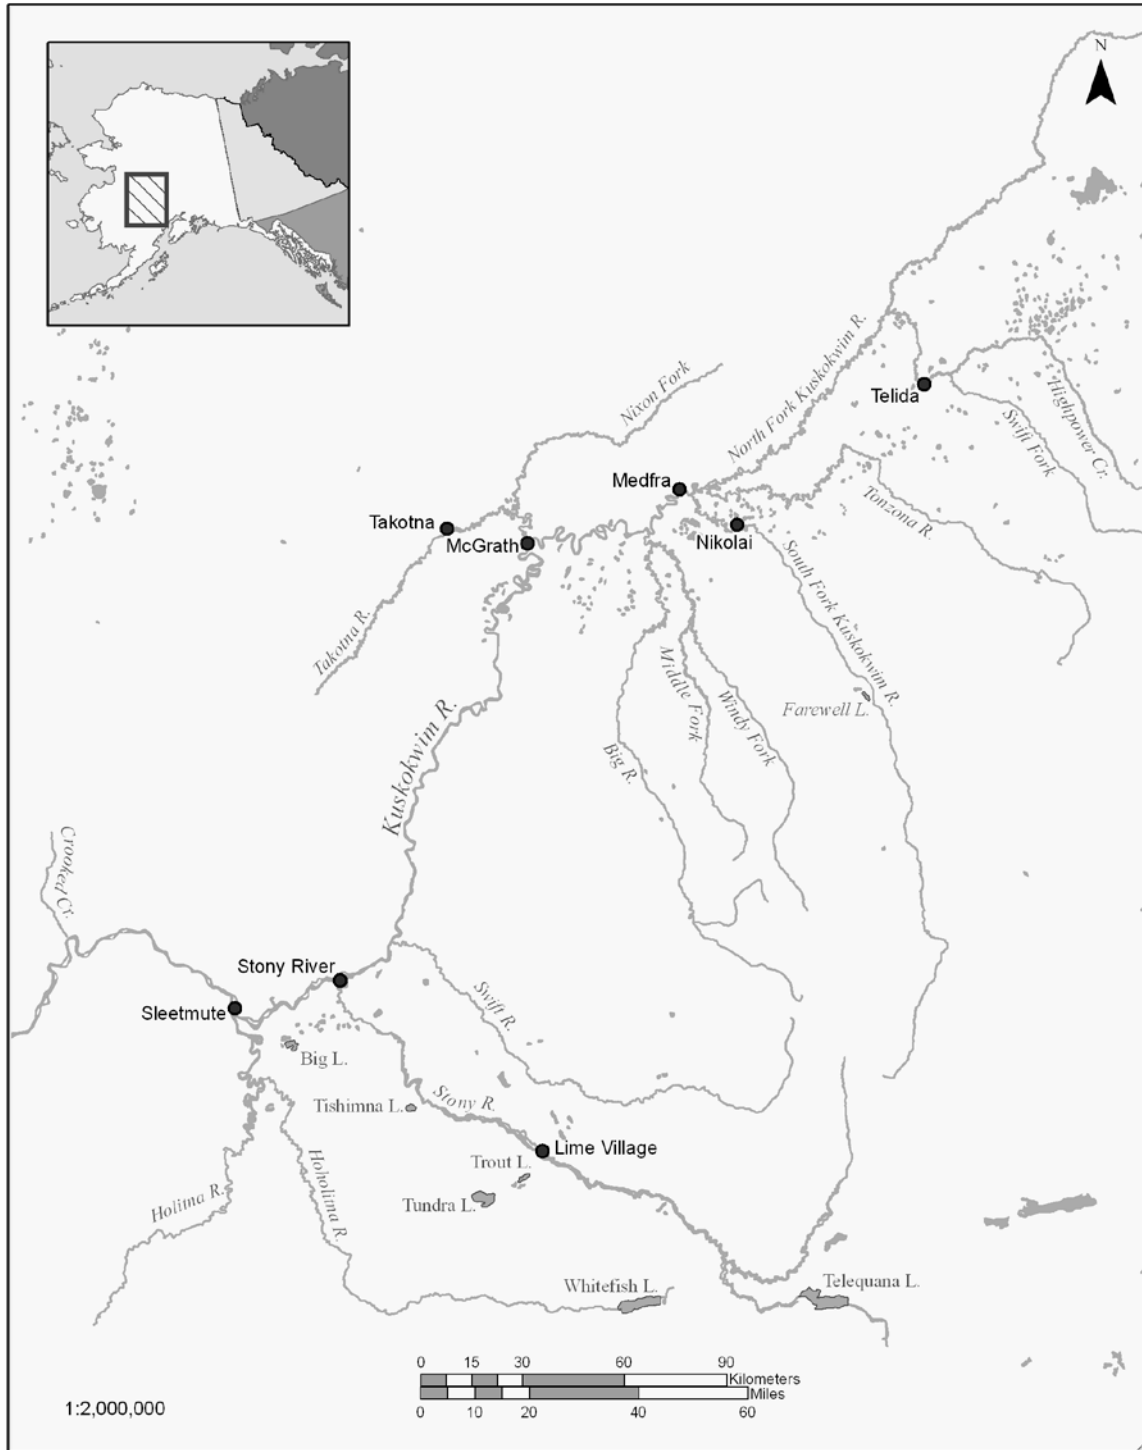 N
Nixon Fork
North Fork Kuskokwim R.
Telida
Highpower Cr.
Swift Fork
Medfra
Takotna
McGrath
Nikolai
Tonzona R.
South Fork Kuskokwim R.
Takotna R.
Middle Fork
Windy Fork
Farewell L.
Big R.
Kuskokwim R.
Crooked Cr.
Stony River
Sleetmute
Swift R.
Big L.
Tishimna L.
Stony R.
Lime Village
Trout L.
Tundra L.
Holitna R.
Hoholitna R.
Whitefish L.
Telequana L.
0 15 30 60 90
Kilometers
Miles
0 10 20 40 60
1:2,000,000